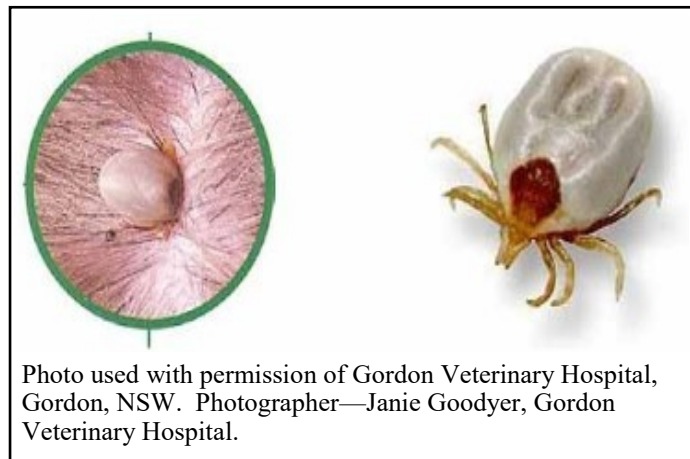 Photo used with permission of Gordon Veterinary Hospital,
Gordon, NSW.  Photographer—Janie Goodyer, Gordon
Veterinary Hospital.